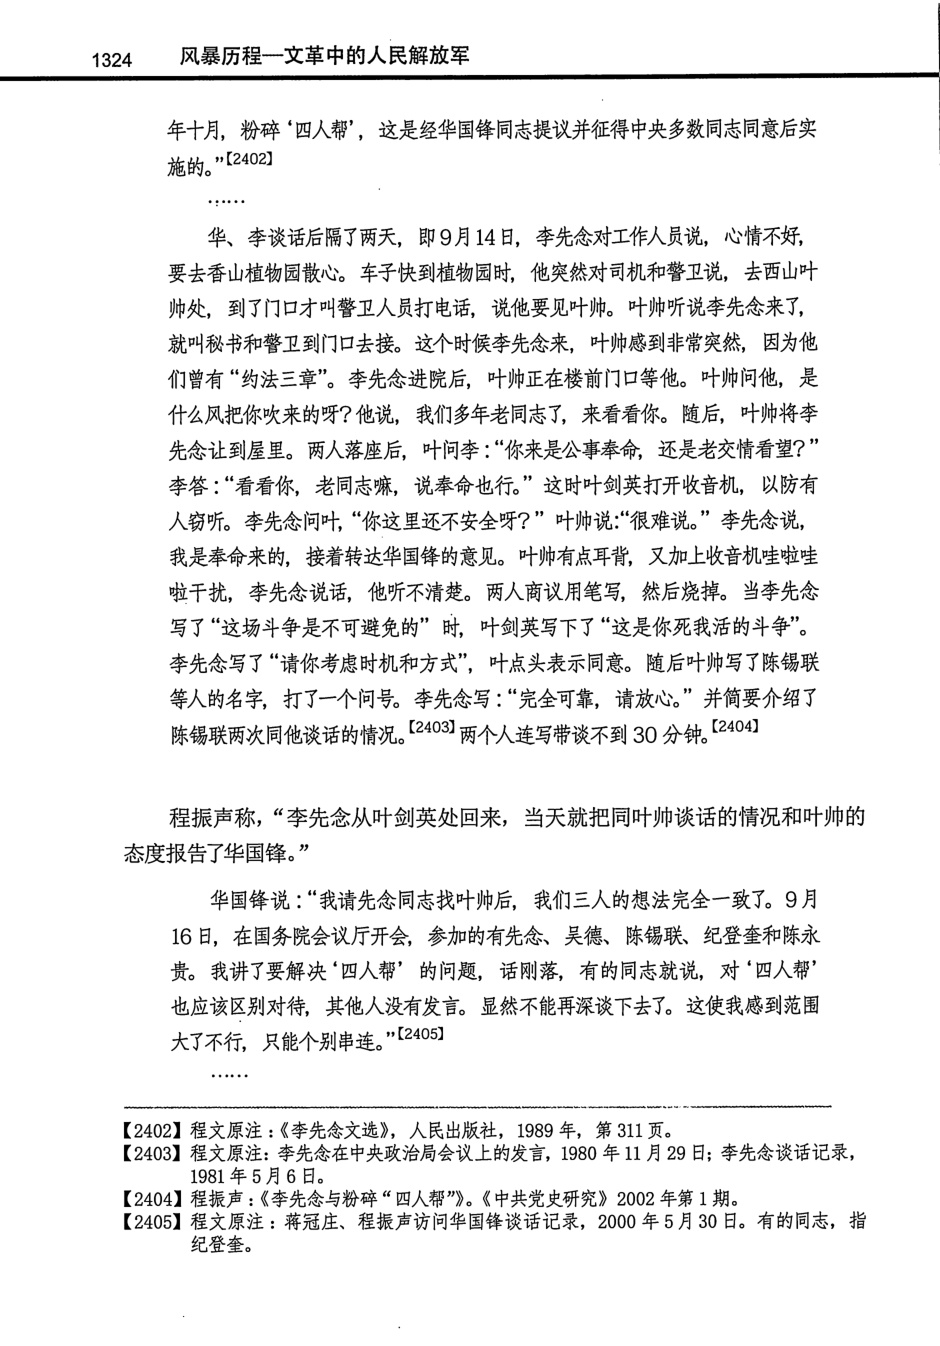 1324 风暴历程—文革中的人民解放军
年十月，粉碎‘四人帮’，这是经华国锋同志提议并征得中央多数同志同意后实
施的。”【2402】
……
华、李谈话后隔了两天，即9月14日，李先念对工作人员说，心情不好，
要去香山植物园散心。车子快到植物园时，他突然对司机和警卫说，去西山叶
帅处，到了门口才叫警卫人员打电话，说他要见叶帅。叶帅听说李先念来了，
就叫秘书和警卫到门口去接。这个时候李先念来，叶帅感到非常突然，因为他
们曾有“约法三章”。李先念进院后，叶帅正在楼前门口等他。叶帅问他，是
什么风把你吹来的呀？他说，我们多年老同志了，来看看你。随后，叶帅将李
先念让到屋里。两人落座后，叶问李：“你来是公事奉命，还是老交情看望？”
李答：“看看你，老同志嘛，说奉命也行。”这时叶剑英打开收音机，以防有
人窃听。李先念问叶，“你这里还不安全呀？”叶帅说：“很难说。”李先念说，
我是奉命来的，接着转达华国锋的意见。叶帅有点耳背，又加上收音机哇啦哇
啦干扰，李先念说话，他听不清楚。两人商议用笔写，然后烧掉。当李先念
写了“这场斗争是不可避免的”时，叶剑英写下了“这是你死我活的斗争”。
李先念写了“请你考虑时机和方式”，叶点头表示同意。随后叶帅写了陈锡联
等人的名字，打了一个问号。李先念写：“完全可靠，请放心。”并简要介绍了
陈锡联两次同他谈话的情况。【2403】两个人连写带谈不到30分钟。【2404】
程振声称，“李先念从叶剑英处回来，当天就把同叶帅谈话的情况和叶帅的
态度报告了华国锋。”
华国锋说：“我请先念同志找叶帅后，我们三人的想法完全一致了。9月
16日，在国务院会议厅开会，参加的有先念、吴德、陈锡联、纪登奎和陈永
贵。我讲了要解决‘四人帮’的问题，话刚落，有的同志就说，对‘四人帮’
也应该区别对待，其他人没有发言。显然不能再深谈下去了。这使我感到范围
大了不行，只能个别串连。”【2405】
……
【2402】程文原注：《李先念文选》，人民出版社，1989年，第311页。
【2403】程文原注：李先念在中央政治局会议上的发言，1980年11月29日；李先念谈话记录，
1981年5月6日。
【2404】程振声：《李先念与粉碎“四人帮”》。《中共党史研究》2002年第1期。
【2405】程文原注：蒋冠庄、程振声访问华国锋谈话记录，2000年5月30日。有的同志，指
纪登奎。